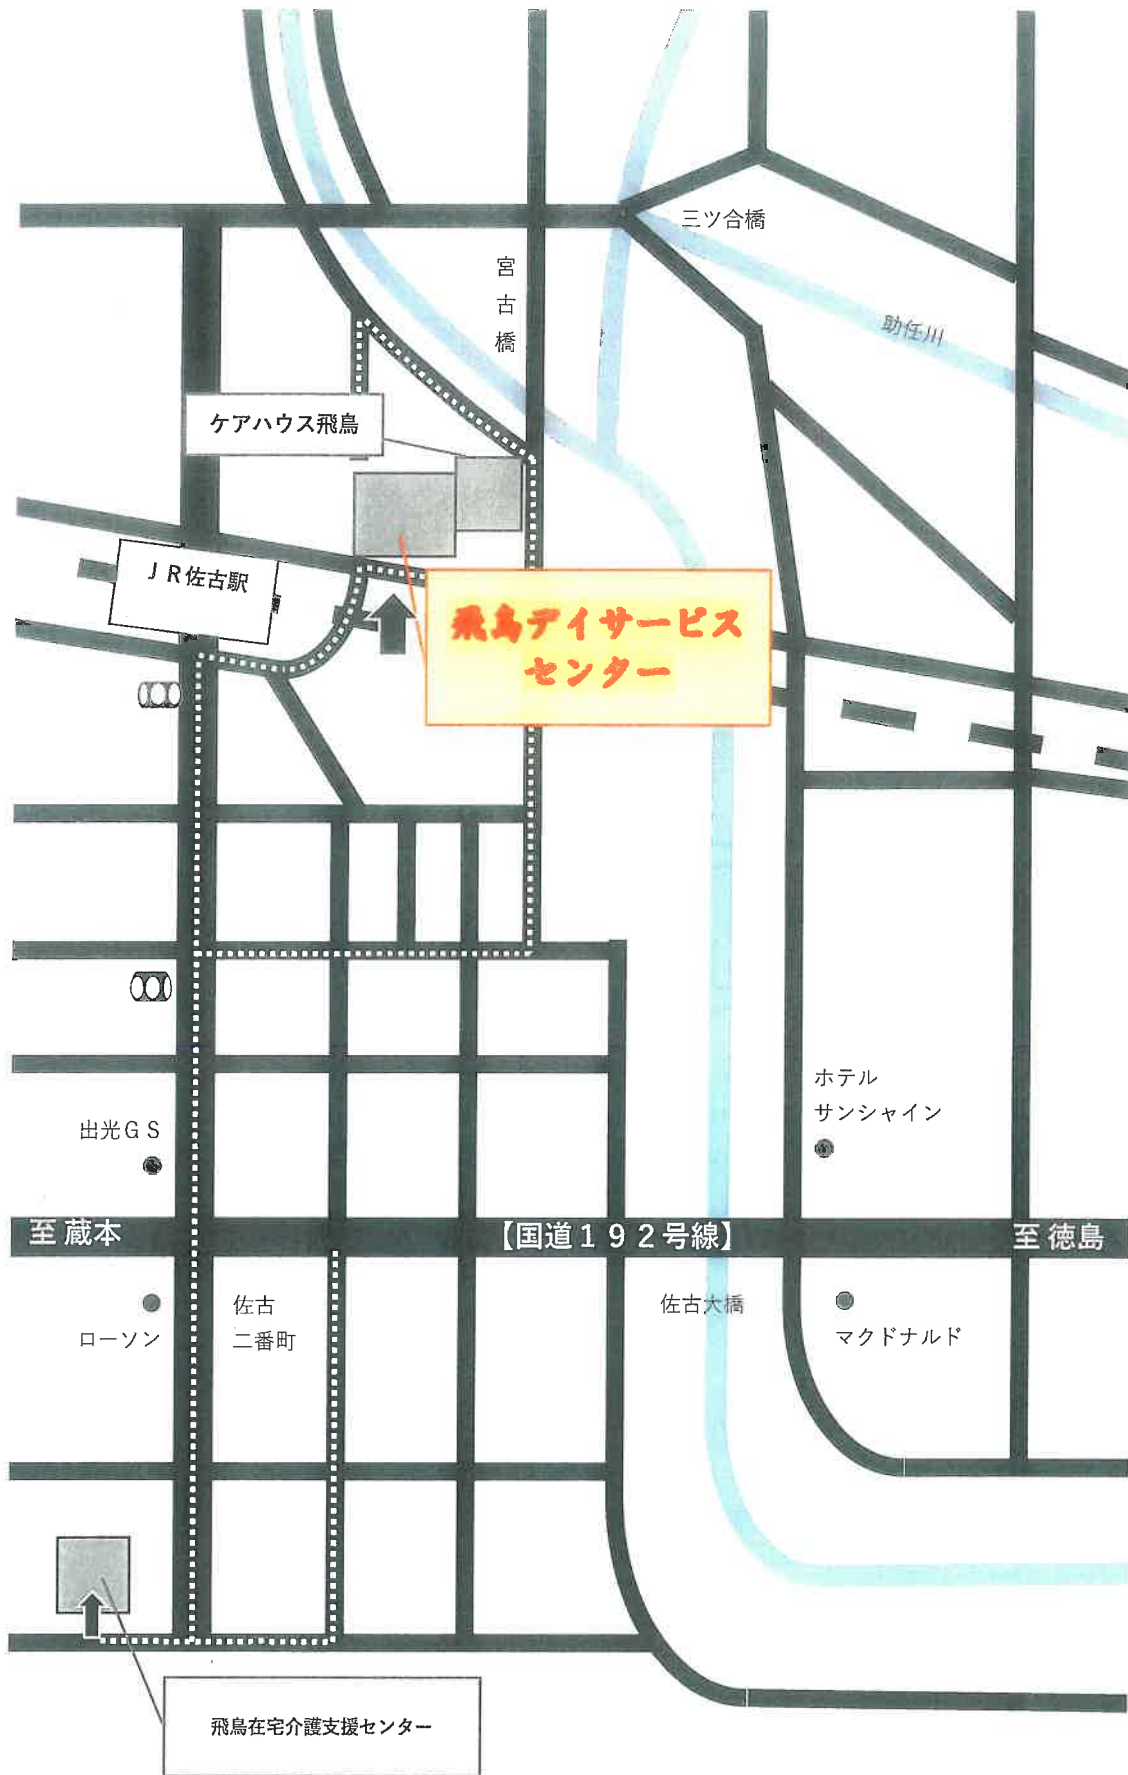 三ツ合橋
宮古橋
助任川
ケアハウス飛鳥
ＪＲ佐古駅
飛鳥デイサービス
センター
ホテル
サンシャイン
出光ＧＳ
至 蔵本
【国道１９２号線】
至 徳島
佐古
二番町
佐古大橋
ローソン
マクドナルド
飛鳥在宅介護支援センター